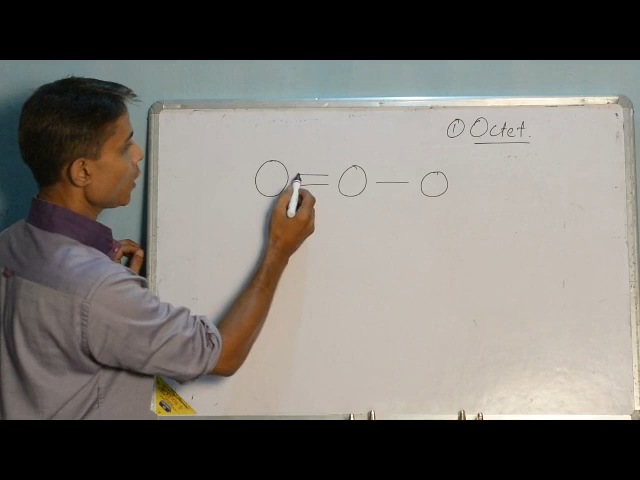 ① Octet.
O = O — O